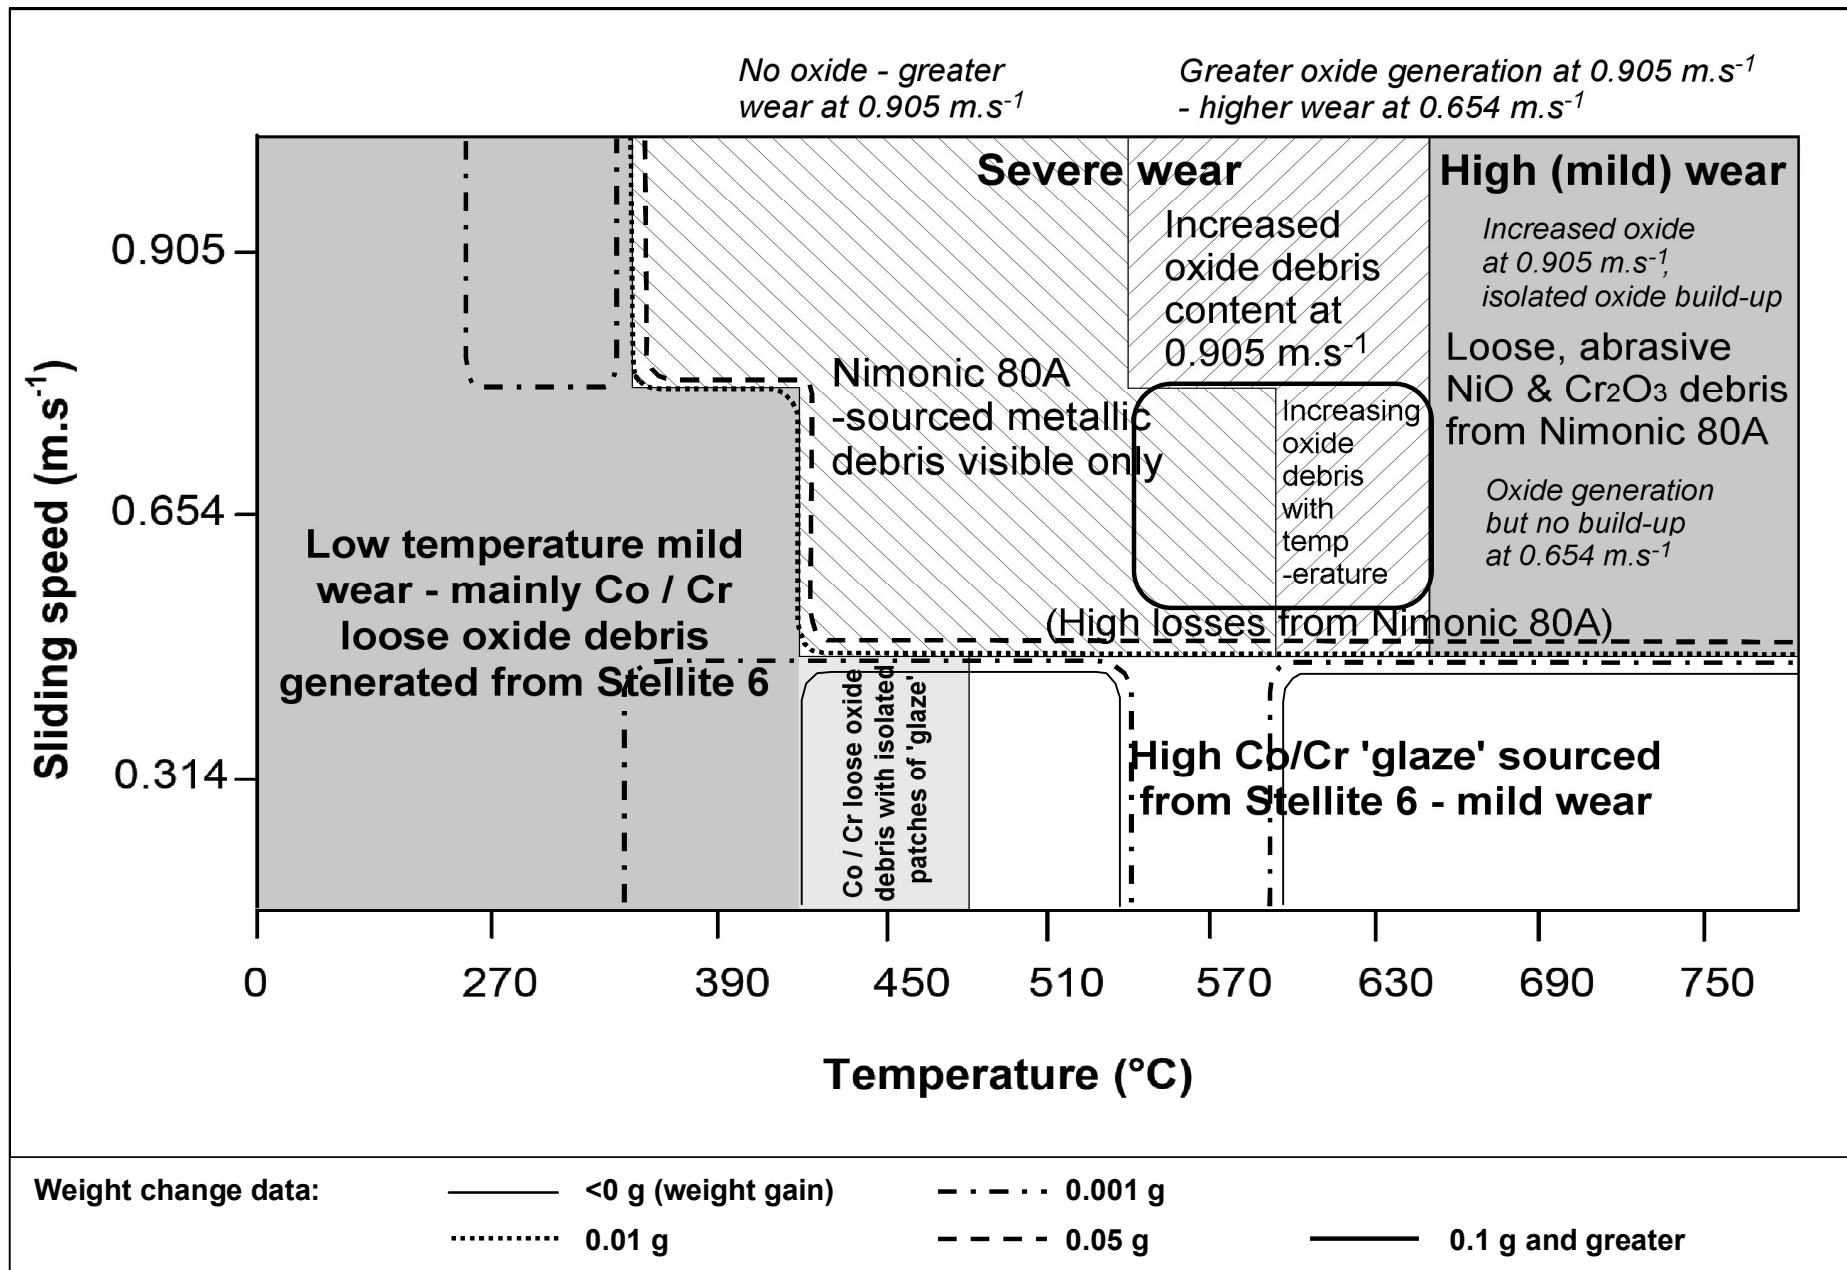 No oxide - greater
wear at 0.905 m.s-1
Greater oxide generation at 0.905 m.s-1
- higher wear at 0.654 m.s-1
Severe wear
High (mild) wear
Increased
oxide debris
content at
0.905 m.s-1
Increased oxide
at 0.905 m.s-1,
isolated oxide build-up
Loose, abrasive
NiO & Cr2O3 debris
from Nimonic 80A
Oxide generation
but no build-up
at 0.654 m.s-1
Nimonic 80A
-sourced metallic
debris visible only
Increasing
oxide
debris
with
temp
-erature
(High losses from Nimonic 80A)
Low temperature mild
wear - mainly Co / Cr
loose oxide debris
generated from Stellite 6
Co / Cr loose oxide
debris with isolated
patches of 'glaze'
High Co/Cr 'glaze' sourced
from Stellite 6 - mild wear
Sliding speed (m.s-1)
0.905
0.654
0.314
0
270
390
450
510
570
630
690
750
Temperature (°C)
Weight change data:
<0 g (weight gain)
0.001 g
0.01 g
0.05 g
0.1 g and greater